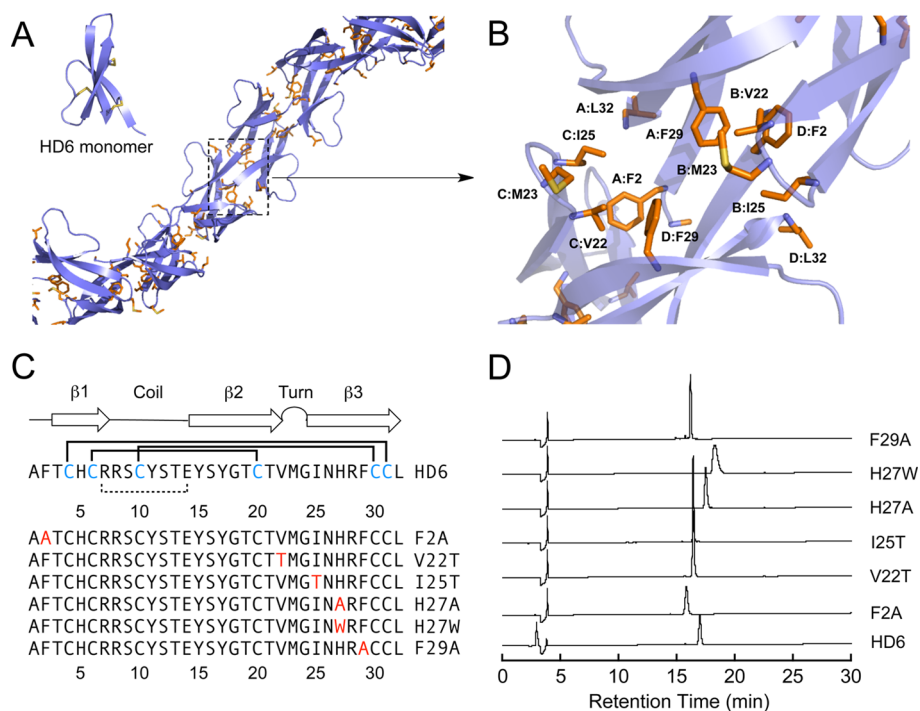 A
HD6 monomer
B
A:L32
B:V22
C:I25
A:F29
D:F2
C:M23
A:F2
B:M23
B:I25
C:V22
D:F29
D:L32
C
β1 Coil β2 Turn β3
AFTCHCRRSCYSTEYSYGTCTVMGINHRFCCL HD6
5 10 15 20 25 30
AATCHCRRSCYSTEYSYGTCTVMGINHRFCCL F2A
AFTCHCRRSCYSTEYSYGTCTTMGINHRFCCL V22T
AFTCHCRRSCYSTEYSYGTCTVMGTNHRFCCL I25T
AFTCHCRRSCYSTEYSYGTCTVMGINARFCCL H27A
AFTCHCRRSCYSTEYSYGTCTVMGINWRFCCL H27W
AFTCHCRRSCYSTEYSYGTCTVMGINHRACCL F29A
5 10 15 20 25 30
D
F29A
H27W
H27A
I25T
V22T
F2A
HD6
0 5 10 15 20 25 30
Retention Time (min)